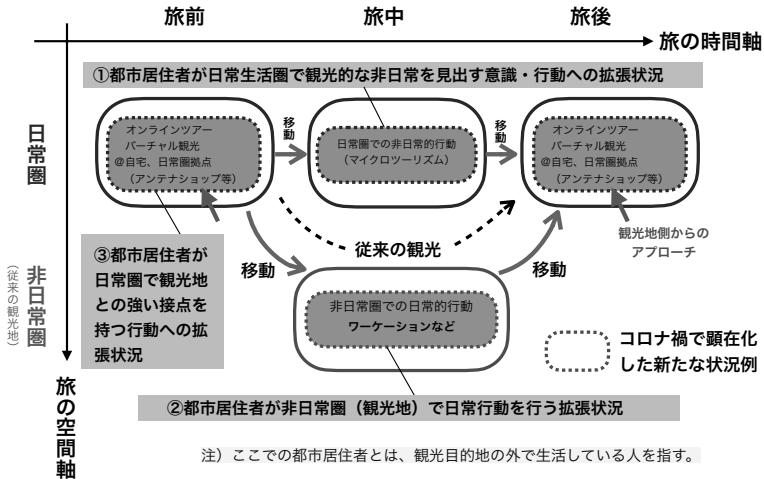 旅前
旅中
旅後
旅の時間軸
①都市居住者が日常生活圏で観光的な非日常を見出す意識・行動への拡張状況
日常圏
オンラインツアー
バーチャル観光
@自宅、日常圏拠点
（アンテナショップ等）
移動
日常圏での非日常的行動
（マイクロツーリズム）
移動
オンラインツアー
バーチャル観光
@自宅、日常圏拠点
（アンテナショップ等）
観光地側からの
アプローチ
従来の観光
③都市居住者が
日常圏で観光地
との強い接点を
持つ行動への拡
張状況
移動
移動
非日常圏
（従来の観光地）
非日常圏での日常的行動
ワーケーションなど
コロナ禍で顕在化
した新たな状況例
旅の空間軸
②都市居住者が非日常圏（観光地）で日常行動を行う拡張状況
注）ここでの都市居住者とは、観光目的地の外で生活している人を指す。